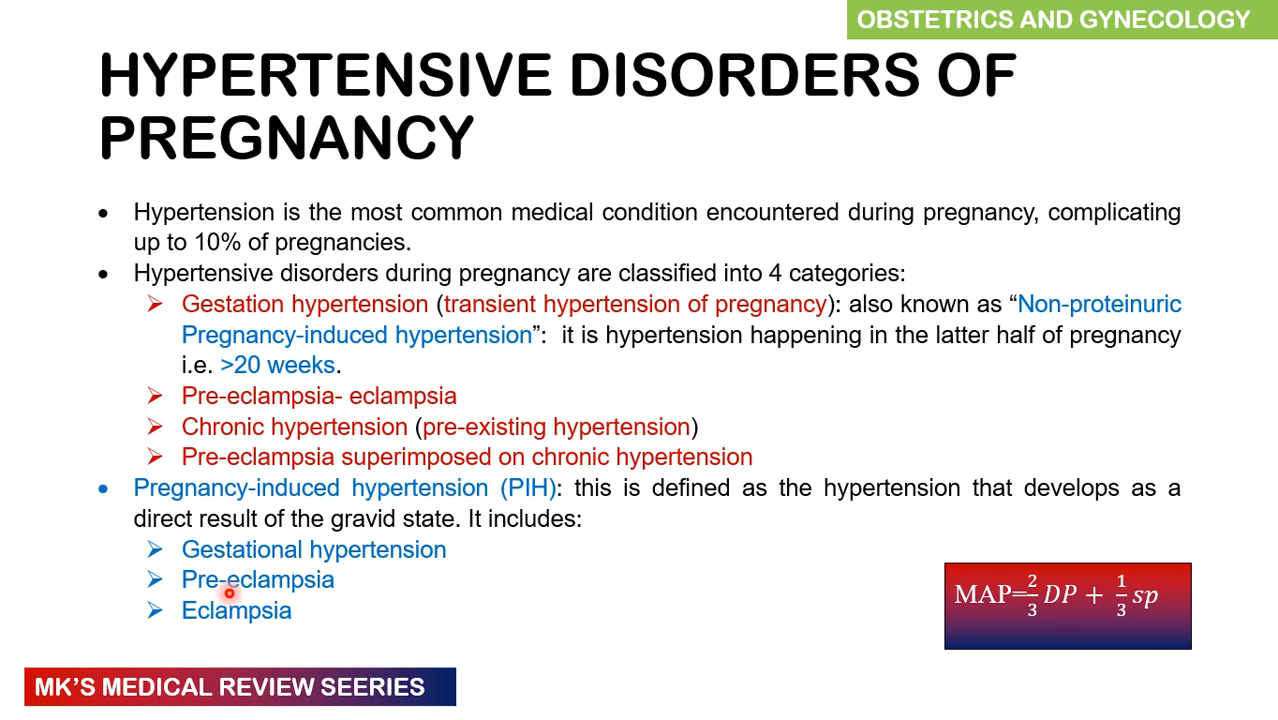 OBSTETRICS AND GYNECOLOGY
HYPERTENSIVE DISORDERS OF
PREGNANCY
• Hypertension is the most common medical condition encountered during pregnancy, complicating
up to 10% of pregnancies.
• Hypertensive disorders during pregnancy are classified into 4 categories:
➢ Gestation hypertension (transient hypertension of pregnancy): also known as “Non-proteinuric
Pregnancy-induced hypertension”: it is hypertension happening in the latter half of pregnancy
i.e. >20 weeks.
➢ Pre-eclampsia- eclampsia
➢ Chronic hypertension (pre-existing hypertension)
➢ Pre-eclampsia superimposed on chronic hypertension
• Pregnancy-induced hypertension (PIH): this is defined as the hypertension that develops as a
direct result of the gravid state. It includes:
➢ Gestational hypertension
➢ Pre-eclampsia
➢ Eclampsia
MAP=2/3 DP + 1/3 sp
MK’S MEDICAL REVIEW SEERIES